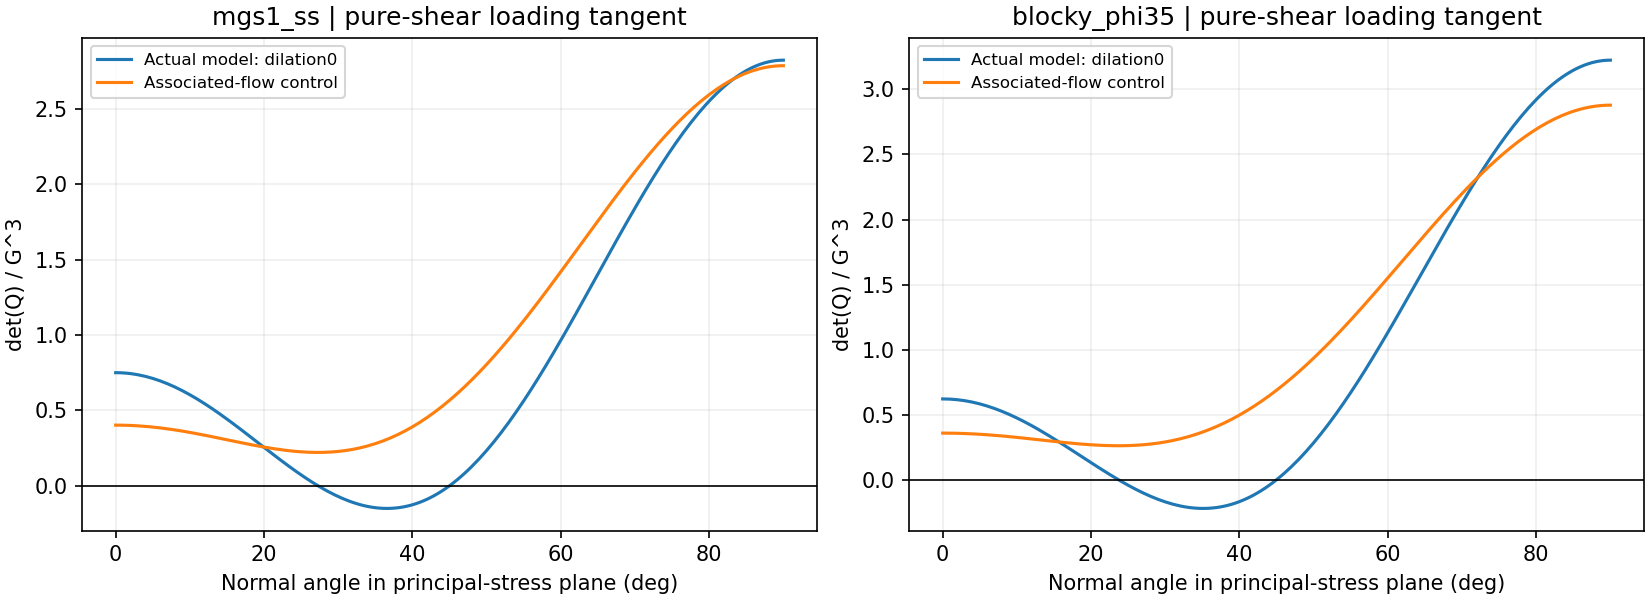 mgs1_ss | pure-shear loading tangent
Actual model: dilation0
Associated-flow control
det(Q) / G^3
2.5
2.0
1.5
1.0
0.5
0.0
0
20
40
60
80
Normal angle in principal-stress plane (deg)
blocky_phi35 | pure-shear loading tangent
Actual model: dilation0
Associated-flow control
det(Q) / G^3
3.0
2.5
2.0
1.5
1.0
0.5
0.0
0
20
40
60
80
Normal angle in principal-stress plane (deg)